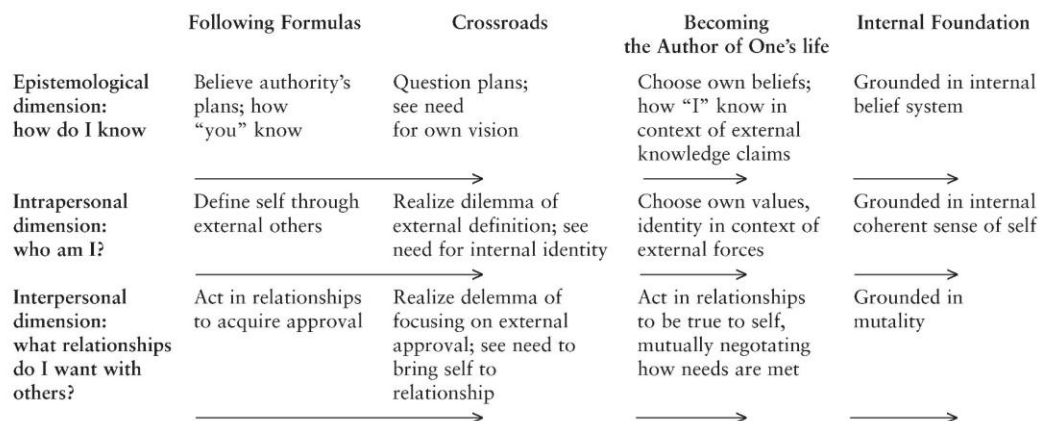 Following Formulas
Crossroads
Becoming
the Author of One's life
Internal Foundation
Epistemological
dimension:
how do I know
Believe authority's
plans; how
"you" know
Question plans;
see need
for own vision
Choose own beliefs;
how "I" know in
context of external
knowledge claims
Grounded in internal
belief system
Intrapersonal
dimension:
who am I?
Define self through
external others
Realize dilemma of
external definition; see
need for internal identity
Choose own values,
identity in context of
external forces
Grounded in internal
coherent sense of self
Interpersonal
dimension:
what relationships
do I want with
others?
Act in relationships
to acquire approval
Realize delemma of
focusing on external
approval; see need to
bring self to
relationship
Act in relationships
to be true to self,
mutually negotating
how needs are met
Grounded in
mutality